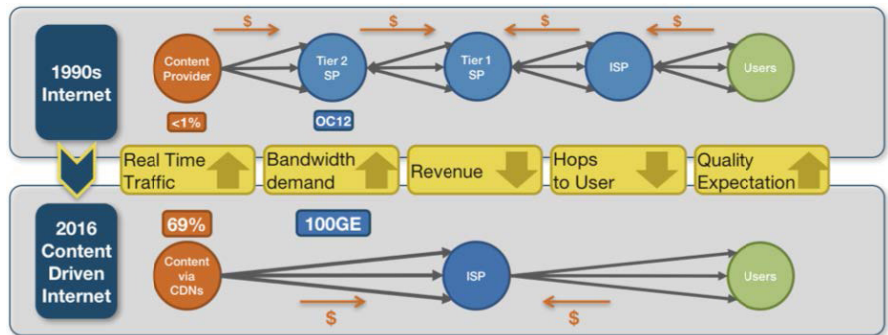 $
$
$
$
1990s
Internet
Content
Provider
Tier 2
SP
Tier 1
SP
ISP
Users
<1%
OC12
Real Time
Traffic
Bandwidth
demand
Revenue
Hops
to User
Quality
Expectation
2016
Content
Driven
Internet
69%
100GE
Content
via
CDNs
ISP
Users
$
$